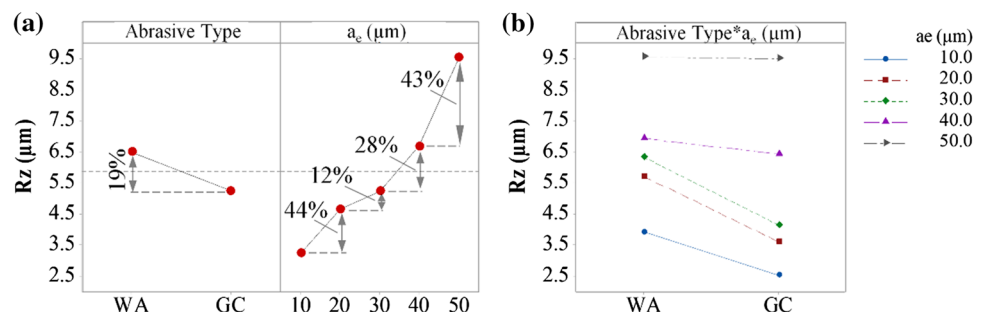 (a)
Abrasive Type
ae (µm)
Rz (µm)
9.5
8.5
7.5
6.5
5.5
4.5
3.5
2.5
19%
44%
12%
28%
43%
WA GC
10 20 30 40 50
(b)
Abrasive Type*ae (µm)
Rz (µm)
9.5
8.5
7.5
6.5
5.5
4.5
3.5
2.5
WA GC
ae (µm)
10.0
20.0
30.0
40.0
50.0